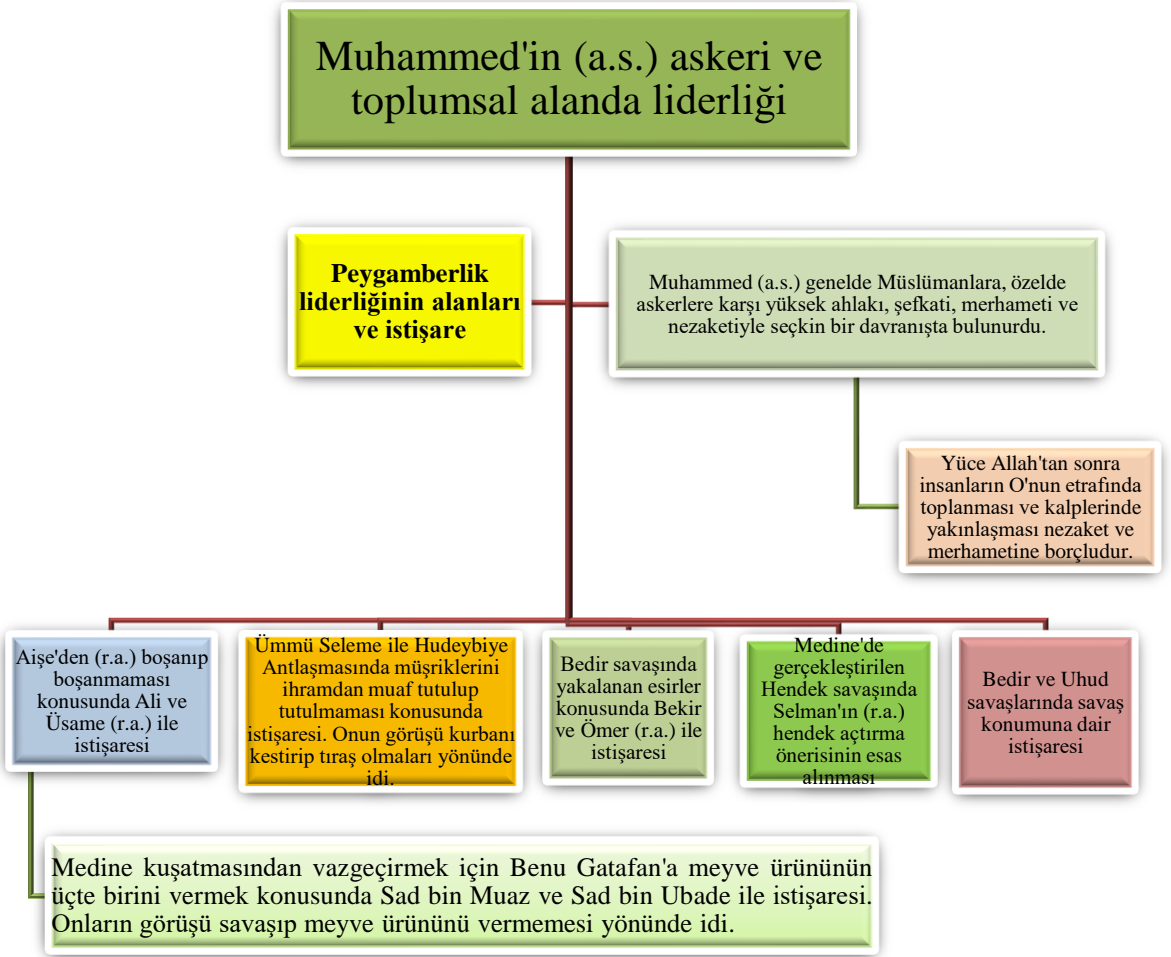 Muhammed'in (a.s.) askeri ve
toplumsal alanda liderliği
Peygamberlik
liderliğinin alanları
ve istişare
Muhammed (a.s.) genelde Müslümanlara, özelde
askerlere karşı yüksek ahlakı, şefkati, merhameti ve
nezaketiyle seçkin bir davranışta bulunurdu.
Yüce Allah'tan sonra
insanların O'nun etrafında
toplanması ve kalplerinde
yakınlaşması nezaket ve
merhametine borçludur.
Aişe'den (r.a.) boşanıp
boşanmaması
konusunda Ali ve
Üsame (r.a.) ile
istişaresi
Ümmü Seleme ile Hudeybiye
Antlaşmasında müşriklerini
ihramdan muaf tutulup
tutulmaması konusunda
istişaresi. Onun görüşü kurbanı
kestirip tıraş olmaları yönünde
idi.
Bedir savaşında
yakalanan esirler
konusunda Bekir
ve Ömer (r.a.) ile
istişaresi
Medine'de
gerçekleştirilen
Hendek savaşında
Selman'ın (r.a.)
hendek açtırma
önerisinin esas
alınması
Bedir ve Uhud
savaşlarında savaş
konumuna dair
istişaresi
Medine kuşatmasından vazgeçirmek için Benu Gatafan'a meyve ürününün
üçte birini vermek konusunda Sad bin Muaz ve Sad bin Ubade ile istişaresi.
Onların görüşü savaşıp meyve ürününü vermemesi yönünde idi.